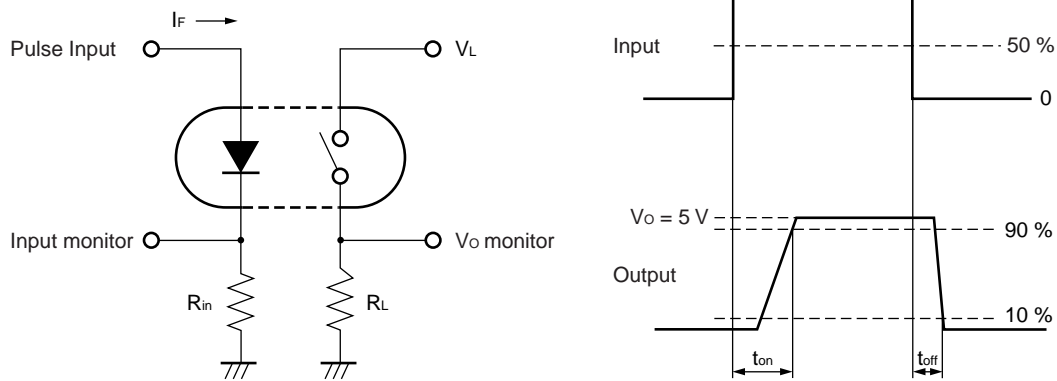 IF
Pulse Input
VL
Input monitor
VO monitor
Rin
RL
Input
50 %
0
VO = 5 V
90 %
Output
10 %
ton
toff